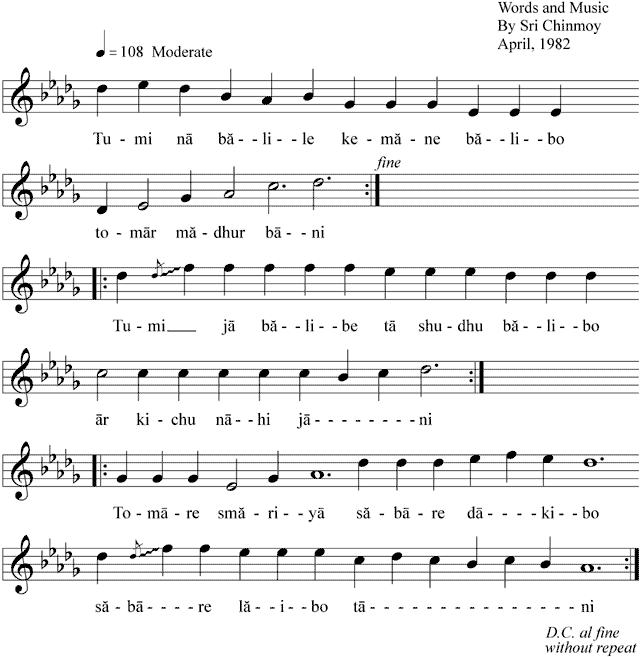 Words and Music
By Sri Chinmoy
April, 1982
= 108 Moderate
Tu - mi nā bă - - li - - le ke - mă - ne bă - - li - bo
fine
to - mār mă - dhur bā - ni
Tu - mi jā bă - - li - - be tā shu - dhu bă - - li - - bo
ār ki - chu nā - - hi jā - - - - - - - - ni
To - mā - re smă - ri - yā să - bā - re dā - - - ki - bo
să - bā - - - - re lă - - i - - bo tā - - - - - - - - - - - - - - - - - ni
D.C. al fine
without repeat